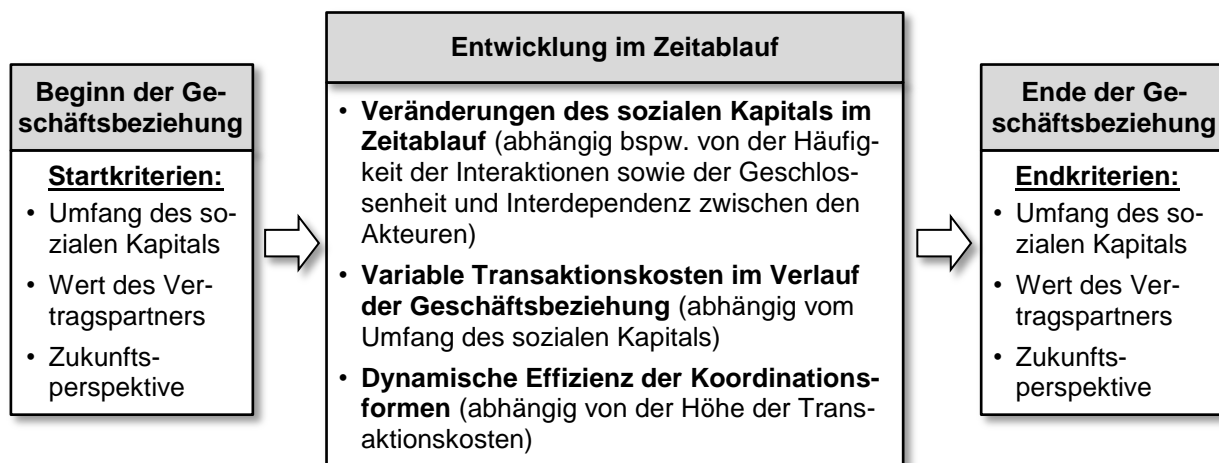 Beginn der Ge-
schäftsbeziehung
Startkriterien:
• Umfang des so-
zialen Kapitals
• Wert des Ver-
tragspartners
• Zukunfts-
perspektive
Entwicklung im Zeitablauf
• Veränderungen des sozialen Kapitals im
Zeitablauf (abhängig bspw. von der Häufig-
keit der Interaktionen sowie der Geschlos-
senheit und Interdependenz zwischen den
Akteuren)
• Variable Transaktionskosten im Verlauf
der Geschäftsbeziehung (abhängig vom
Umfang des sozialen Kapitals)
• Dynamische Effizienz der Koordinations-
formen (abhängig von der Höhe der Trans-
aktionskosten)
Ende der Ge-
schäftsbeziehung
Endkriterien:
• Umfang des so-
zialen Kapitals
• Wert des Ver-
tragspartners
• Zukunfts-
perspektive